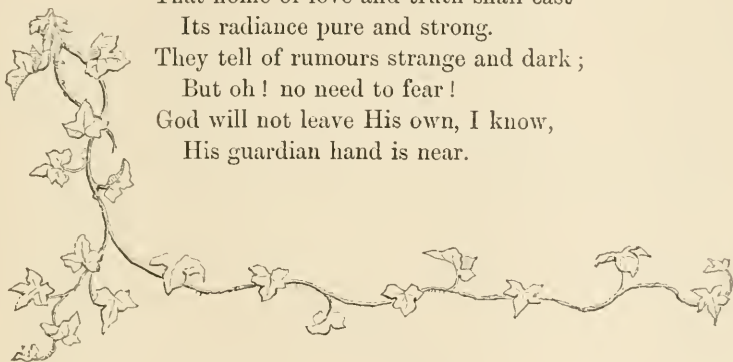 That home of love and truth shall cast
Its radiance pure and strong.
They tell of rumours strange and dark ;
But oh ! no need to fear !
God will not leave His own, I know,
His guardian hand is near.